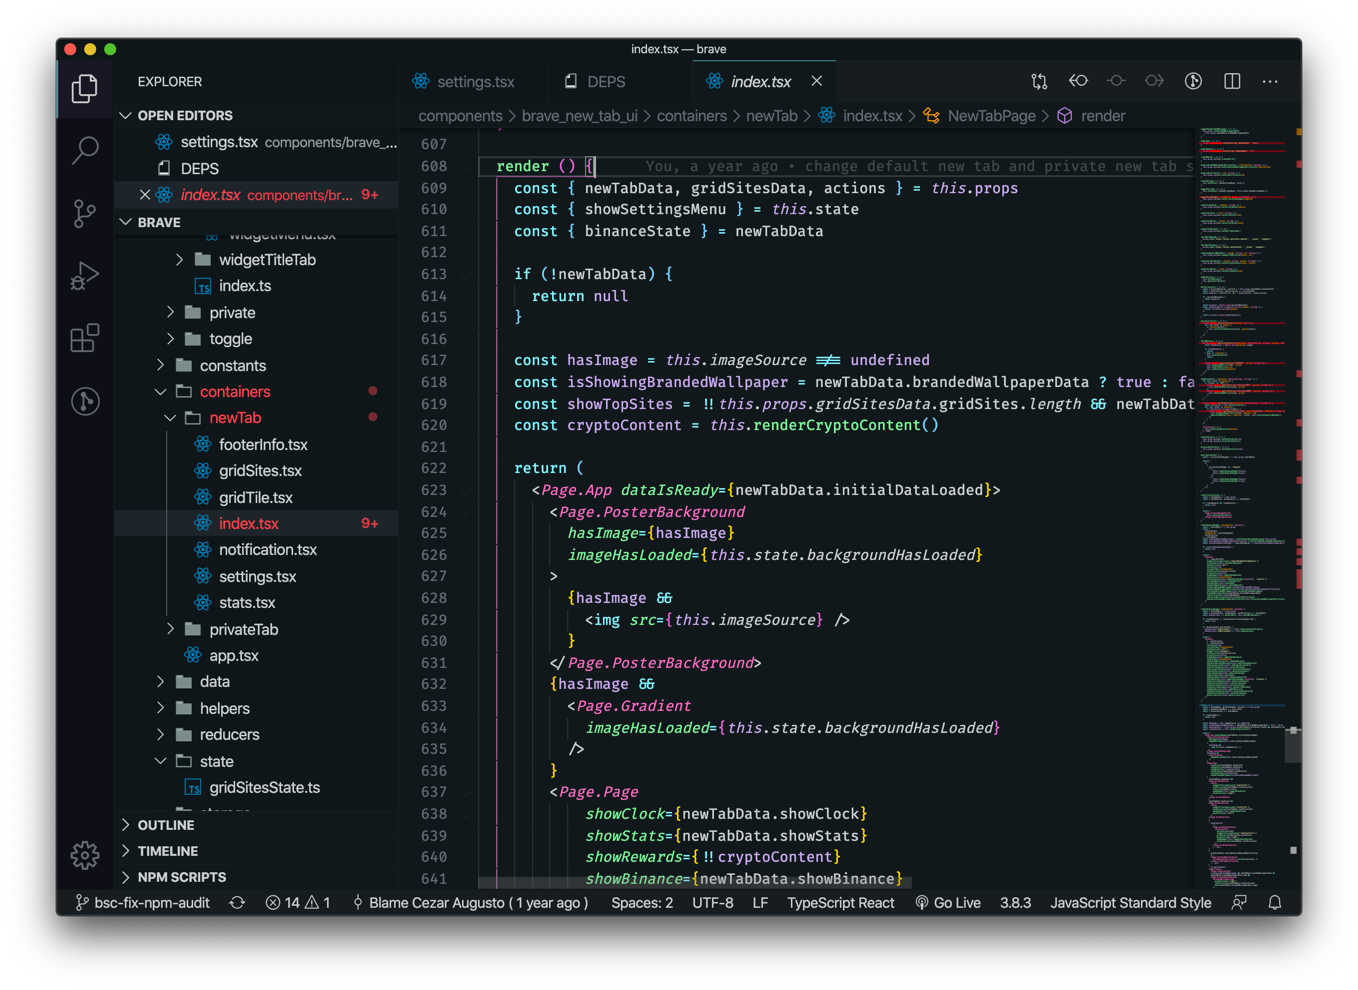 index.tsx — brave
EXPLORER
settings.tsx
DEPS
index.tsx
components > brave_new_tab_ui > containers > newTab > index.tsx > NewTabPage > render
OPEN EDITORS
settings.tsx components/brave_...
DEPS
index.tsx components/br... 9+
BRAVE
widgetMenu.tsx
widgetTitleTab
index.ts
private
toggle
constants
containers
newTab
footerInfo.tsx
gridSites.tsx
gridTile.tsx
index.tsx 9+
notification.tsx
settings.tsx
stats.tsx
privateTab
app.tsx
data
helpers
reducers
state
gridSitesState.ts
OUTLINE
TIMELINE
NPM SCRIPTS
607
608 render () { You, a year ago • change default new tab and private new tab s
609 const { newTabData, gridSitesData, actions } = this.props
610 const { showSettingsMenu } = this.state
611 const { binanceState } = newTabData
612
613 if (!newTabData) {
614 return null
615 }
616
617 const hasImage = this.imageSource !== undefined
618 const isShowingBrandedWallpaper = newTabData.brandedWallpaperData ? true : fa
619 const showTopSites = !!this.props.gridSitesData.gridSites.length && newTabDat
620 const cryptoContent = this.renderCryptoContent()
621
622 return (
623 <Page.App dataIsReady={newTabData.initialDataLoaded}>
624 <Page.PosterBackground
625 hasImage={hasImage}
626 imageHasLoaded={this.state.backgroundHasLoaded}
627 >
628 {hasImage &&
629 <img src={this.imageSource} />
630 }
631 </Page.PosterBackground>
632 {hasImage &&
633 <Page.Gradient
634 imageHasLoaded={this.state.backgroundHasLoaded}
635 />
636 }
637 <Page.Page
638 showClock={newTabData.showClock}
639 showStats={newTabData.showStats}
640 showRewards={!!cryptoContent}
641 showBinance={newTabData.showBinance}
bsc-fix-npm-audit 14 1 Blame Cezar Augusto ( 1 year ago ) Spaces: 2 UTF-8 LF TypeScript React Go Live 3.8.3 JavaScript Standard Style